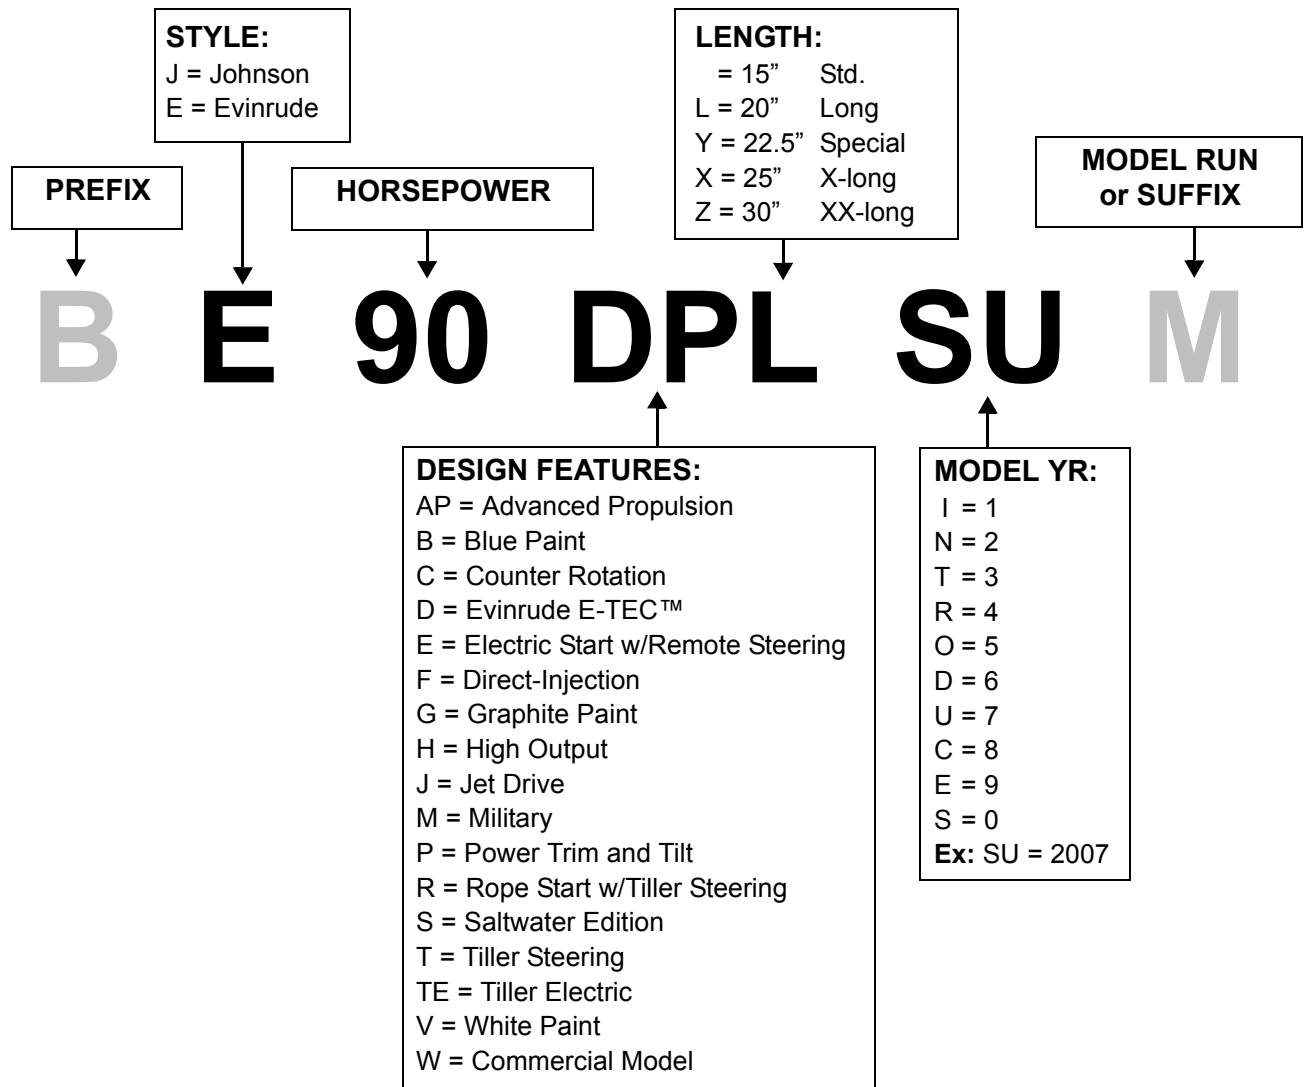 STYLE:
J = Johnson
E = Evinrude
LENGTH:
= 15” Std.
L = 20” Long
Y = 22.5” Special
X = 25” X-long
Z = 30” XX-long
PREFIX
HORSEPOWER
MODEL RUN
or SUFFIX
B E 90 DPL SU M
DESIGN FEATURES:
AP = Advanced Propulsion
B = Blue Paint
C = Counter Rotation
D = Evinrude E-TEC™
E = Electric Start w/Remote Steering
F = Direct-Injection
G = Graphite Paint
H = High Output
J = Jet Drive
M = Military
P = Power Trim and Tilt
R = Rope Start w/Tiller Steering
S = Saltwater Edition
T = Tiller Steering
TE = Tiller Electric
V = White Paint
W = Commercial Model
MODEL YR:
I = 1
N = 2
T = 3
R = 4
O = 5
D = 6
U = 7
C = 8
E = 9
S = 0
Ex: SU = 2007